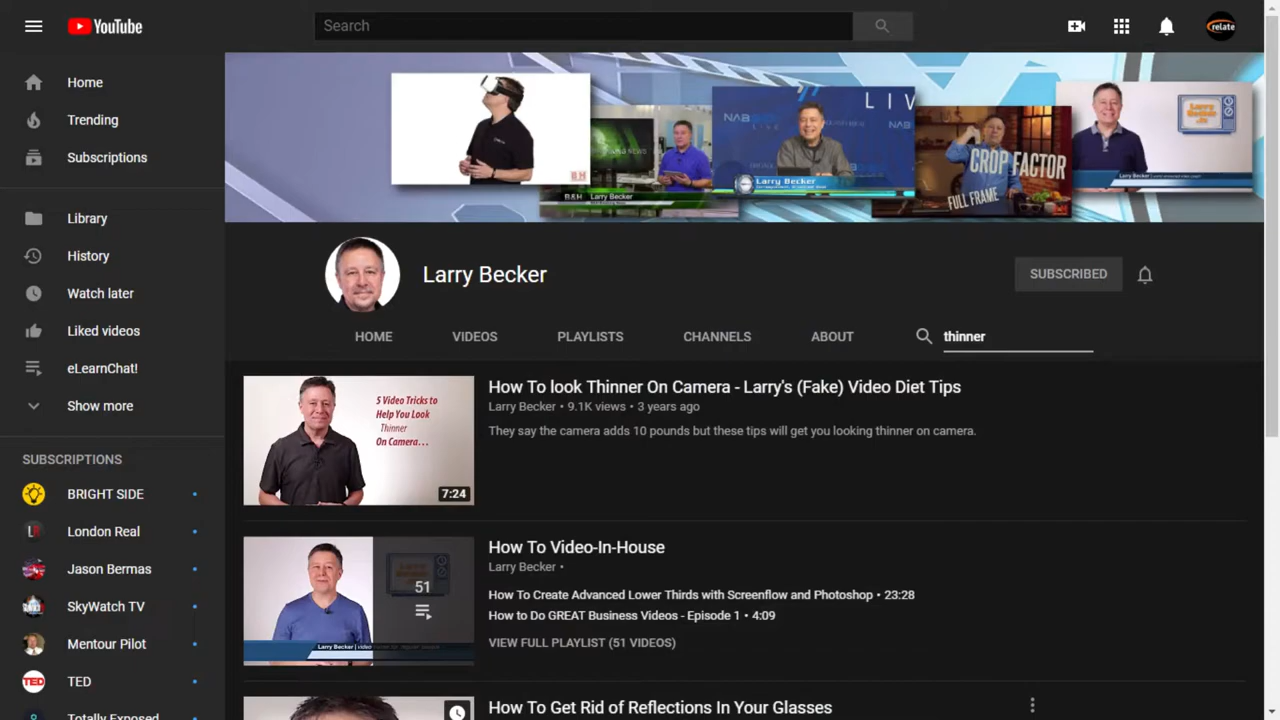 YouTube
Search
relate
Home
Trending
Subscriptions
Library
History
Watch later
Liked videos
eLearnChat!
Show more
SUBSCRIPTIONS
BRIGHT SIDE
London Real
Jason Bermas
SkyWatch TV
Mentour Pilot
TED
Totally Exposed
B&H
B&H Larry Becker
LIV
Larry Becker
CROP FACTOR
FULL FRAME
Larry Becker
SUBSCRIBED
HOME VIDEOS PLAYLISTS CHANNELS ABOUT thinner
5 Video Tricks to
Help You Look
Thinner
On Camera...
7:24
How To look Thinner On Camera - Larry's (Fake) Video Diet Tips
Larry Becker • 9.1K views • 3 years ago
They say the camera adds 10 pounds but these tips will get you looking thinner on camera.
51
Larry Becker
How To Video-In-House
Larry Becker •
How To Create Advanced Lower Thirds with Screenflow and Photoshop • 23:28
How to Do GREAT Business Videos - Episode 1 • 4:09
VIEW FULL PLAYLIST (51 VIDEOS)
How To Get Rid of Reflections In Your Glasses